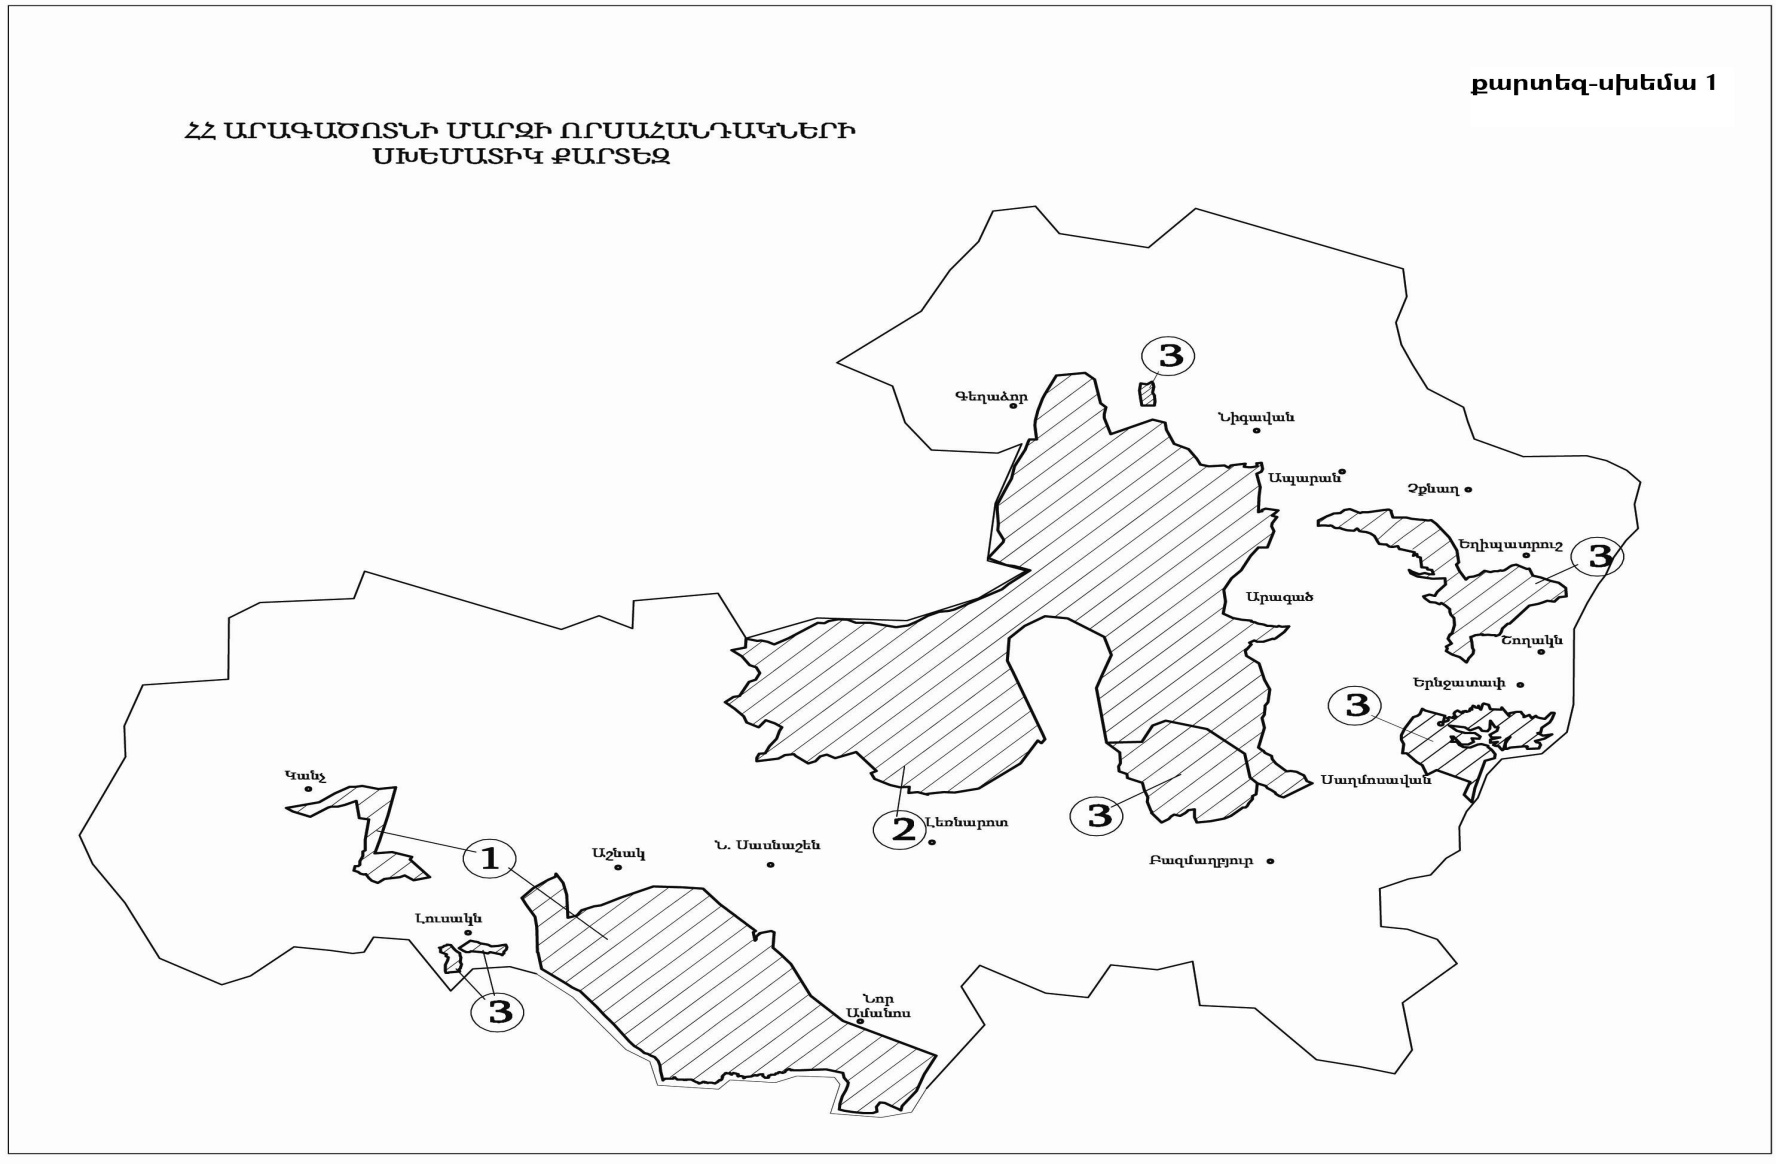 քարտեզ-սխեմա 1
ՀՀ ԱՐԱԳԱԾՈՏՆԻ ՄԱՐԶԻ ՈՐՍԱՀԱՆԴԱԿՆԵՐԻ
ՍԽԵՄԱՏԻԿ ՔԱՐՏԵԶ
3
Գեղաձոր
Նիգավան
Ապարան
Չքնաղ
Եղիպատրուշ
3
Արագած
Շողակն
Երնջատափ
3
Կանչ
Սաղմոսավան
3
2
Լեռնարոտ
Ն. Սասնաշեն
Աշնակ
1
Բազմաղբյուր
Լուսակն
3
Նոր
Ամանոս